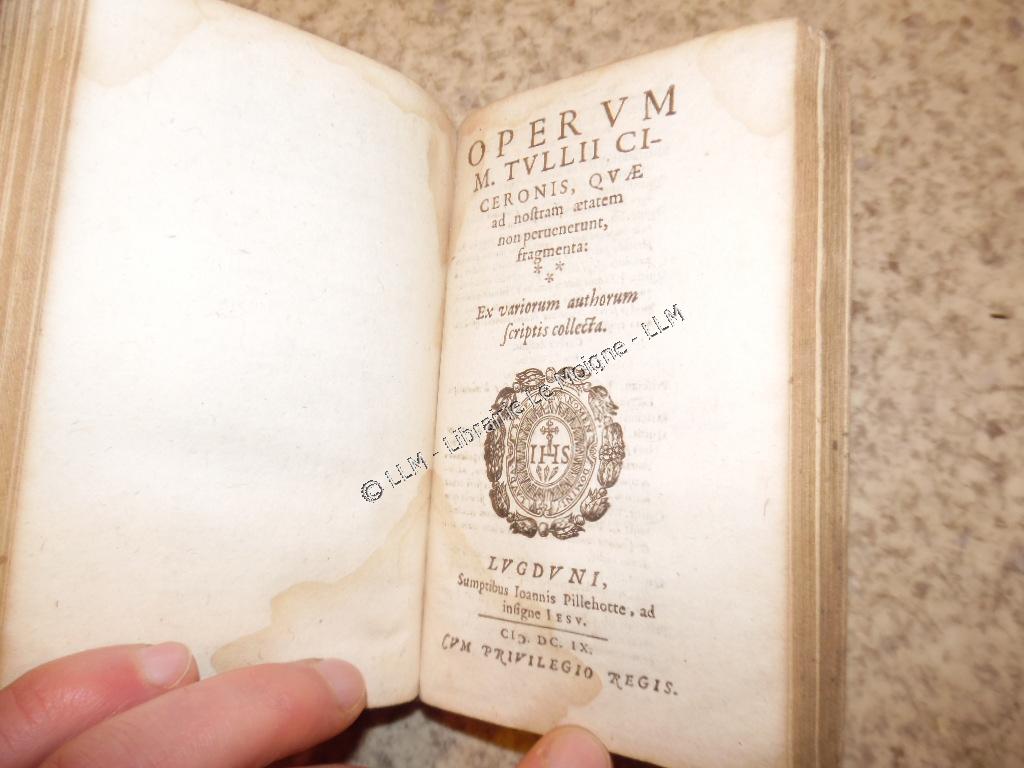 OPERVM
M. TVLLII CI-
CERONIS, QVÆ
ad noſtram ætatem
non peruenerunt,
fragmenta:
Ex variorum authorum
ſcriptis collecta.
IHS
LVGDVNI,
Sumptibus Ioannis Pillehotte, ad
inſigne IESV.
CIↃ. DC. IX.
CVM PRIVILEGIO REGIS.
© LLM - Librairie Le Moigne - LLM